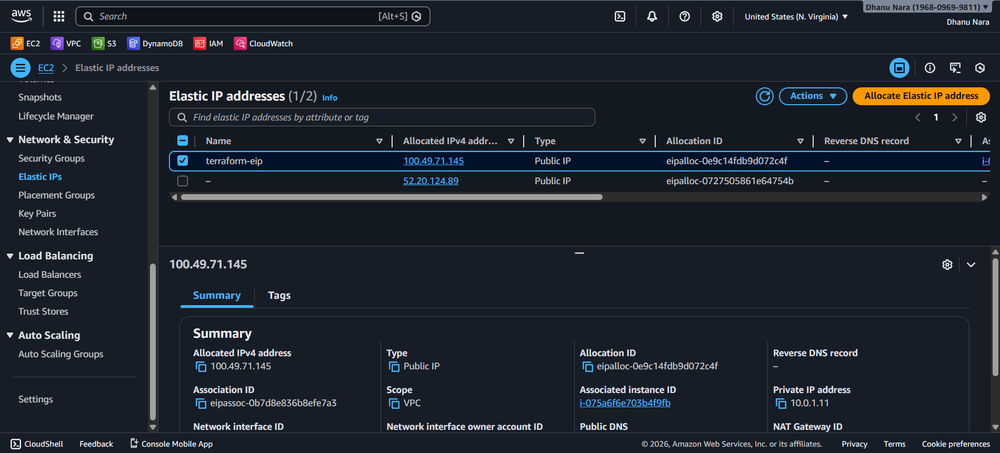 aws
Search [Alt+S]
United States (N. Virginia)
Dhanu Nara (1968-0969-9811)
Dhanu Nara
EC2 VPC S3 DynamoDB IAM CloudWatch
EC2 Elastic IP addresses
Volumes
Snapshots
Lifecycle Manager
Network & Security
Security Groups
Elastic IPs
Placement Groups
Key Pairs
Network Interfaces
Load Balancing
Load Balancers
Target Groups
Trust Stores
Auto Scaling
Auto Scaling Groups
Settings
Elastic IP addresses (1/2) Info
Actions
Allocate Elastic IP address
Find elastic IP addresses by attribute or tag
1
Name Allocated IPv4 addr... Type Allocation ID Reverse DNS record
terraform-eip 100.49.71.145 Public IP eipalloc-0e9c14fdb9d072c4f –
– 52.20.124.89 Public IP eipalloc-0727505861e64754b – –
100.49.71.145
Summary Tags
Summary
Allocated IPv4 address
100.49.71.145
Type
Public IP
Allocation ID
eipalloc-0e9c14fdb9d072c4f
Reverse DNS record
–
Association ID
eipassoc-0b7d8e836b8efe7a3
Scope
VPC
Associated instance ID
i-075a6f6e703b4f9fb
Private IP address
10.0.1.11
Network interface ID
Network interface owner account ID
Public DNS
NAT Gateway ID
CloudShell Feedback Console Mobile App
© 2026, Amazon Web Services, Inc. or its affiliates. Privacy Terms Cookie preferences